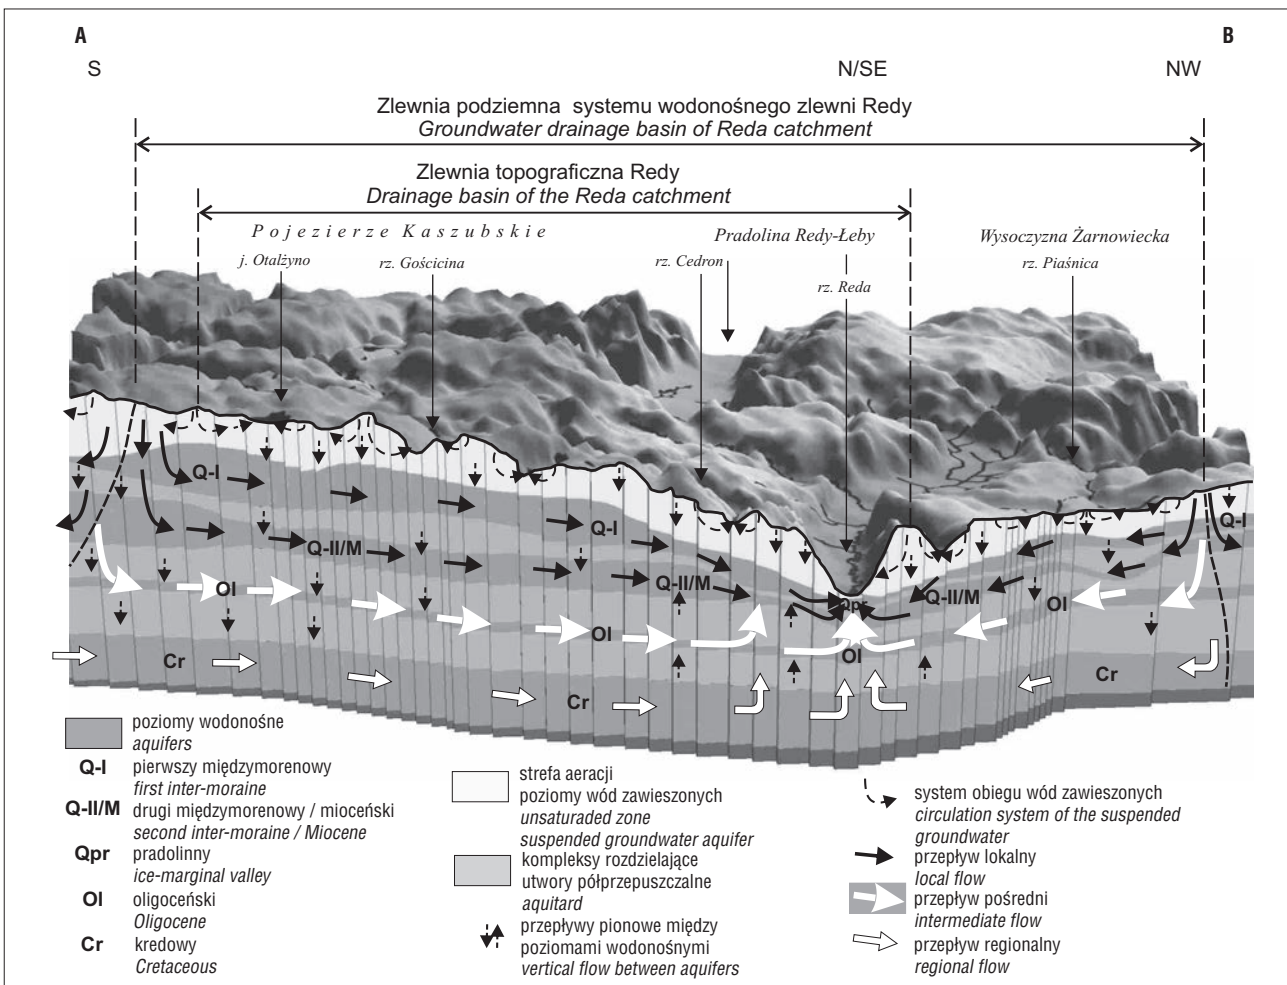 A
B
S
N/SE
NW
Zlewnia podziemna systemu wodonośnego zlewni Redy
Groundwater drainage basin of Reda catchment
Zlewnia topograficzna Redy
Drainage basin of the Reda catchment
Pojezierze Kaszubskie
Pradolina Redy-Łeby
Wysoczyzna Żarnowiecka
j. Otalżyno
rz. Gościcina
rz. Cedron
rz. Piaśnica
rz. Reda
Q-I
Q-I
Q-I
Q-II/M
Q-II/M
Q-II/M
Qpr
Ol
Ol
Ol
Ol
Cr
Cr
Cr
poziomy wodonośne
aquifers
Q-I
pierwszy międzymorenowy
first inter-moraine
Q-II/M
drugi międzymorenowy / mioceński
second inter-moraine / Miocene
Qpr
pradolinny
ice-marginal valley
Ol
oligoceński
Oligocene
Cr
kredowy
Cretaceous
strefa aeracji
poziomy wód zawieszonych
unsaturaded zone
suspended groundwater aquifer
kompleksy rozdzielające
utwory półprzepuszczalne
aquitard
przepływy pionowe między
poziomami wodonośnymi
vertical flow between aquifers
system obiegu wód zawieszonych
circulation system of the suspended
groundwater
przepływ lokalny
local flow
przepływ pośredni
intermediate flow
przepływ regionalny
regional flow